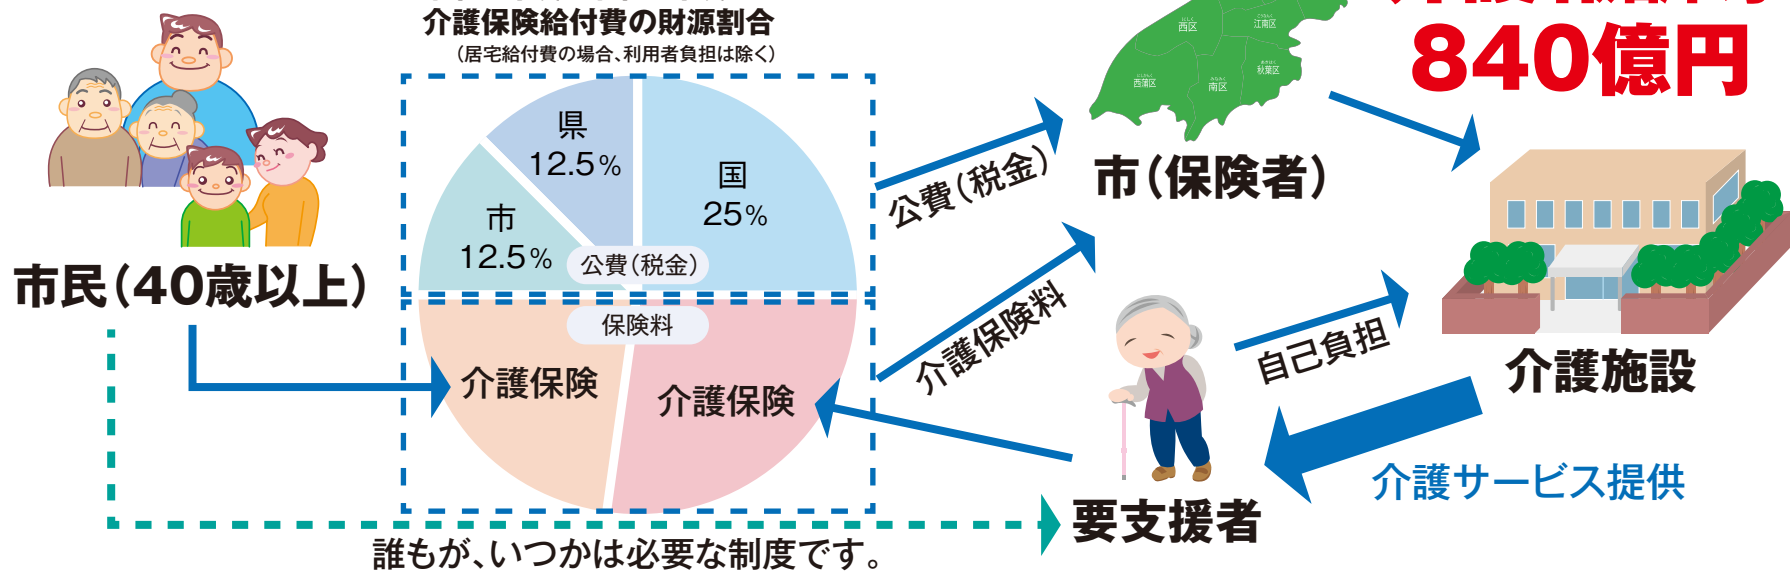 介護保険給付費の財源割合
(居宅給付費の場合、利用者負担は除く)
県
12.5%
国
25%
市
12.5%
公費(税金)
保険料
介護保険
介護保険
市民(40歳以上)
公費(税金)
介護保険料
西区
江南区
秋葉区
西蒲区
南区
市(保険者)
840億円
自己負担
介護施設
介護サービス提供
要支援者
誰もが、いつかは必要な制度です。